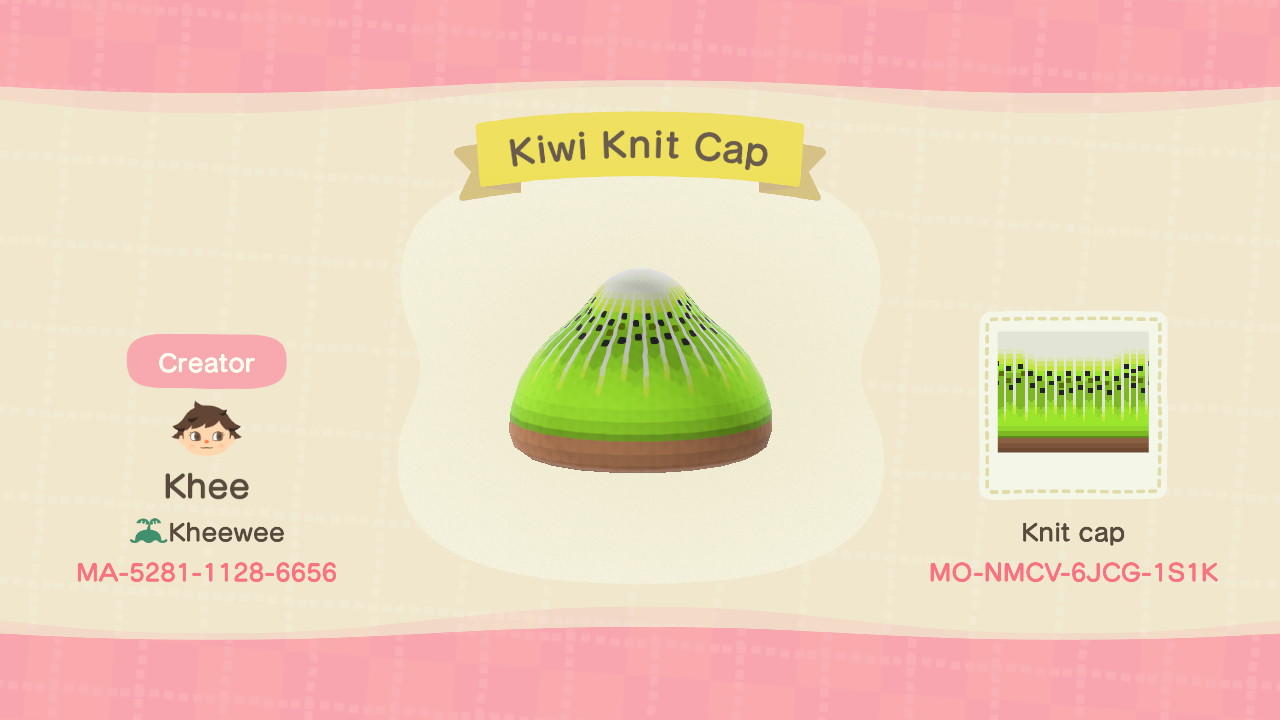 Kiwi Knit Cap
Creator
Khee
Kheewee
MA-5281-1128-6656
Knit cap
MO-NMCV-6JCG-1S1K